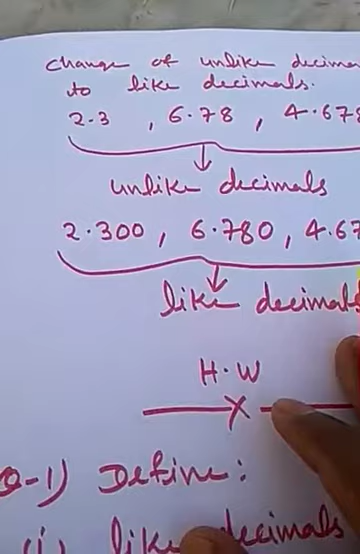 change of unlike decima
to like decimals.
2.3 , 6.78 , 4.678
unlike decimals
2.300 , 6.780 , 4.67
like decimals
H.W
Q-1) Define:
(i) like decimals